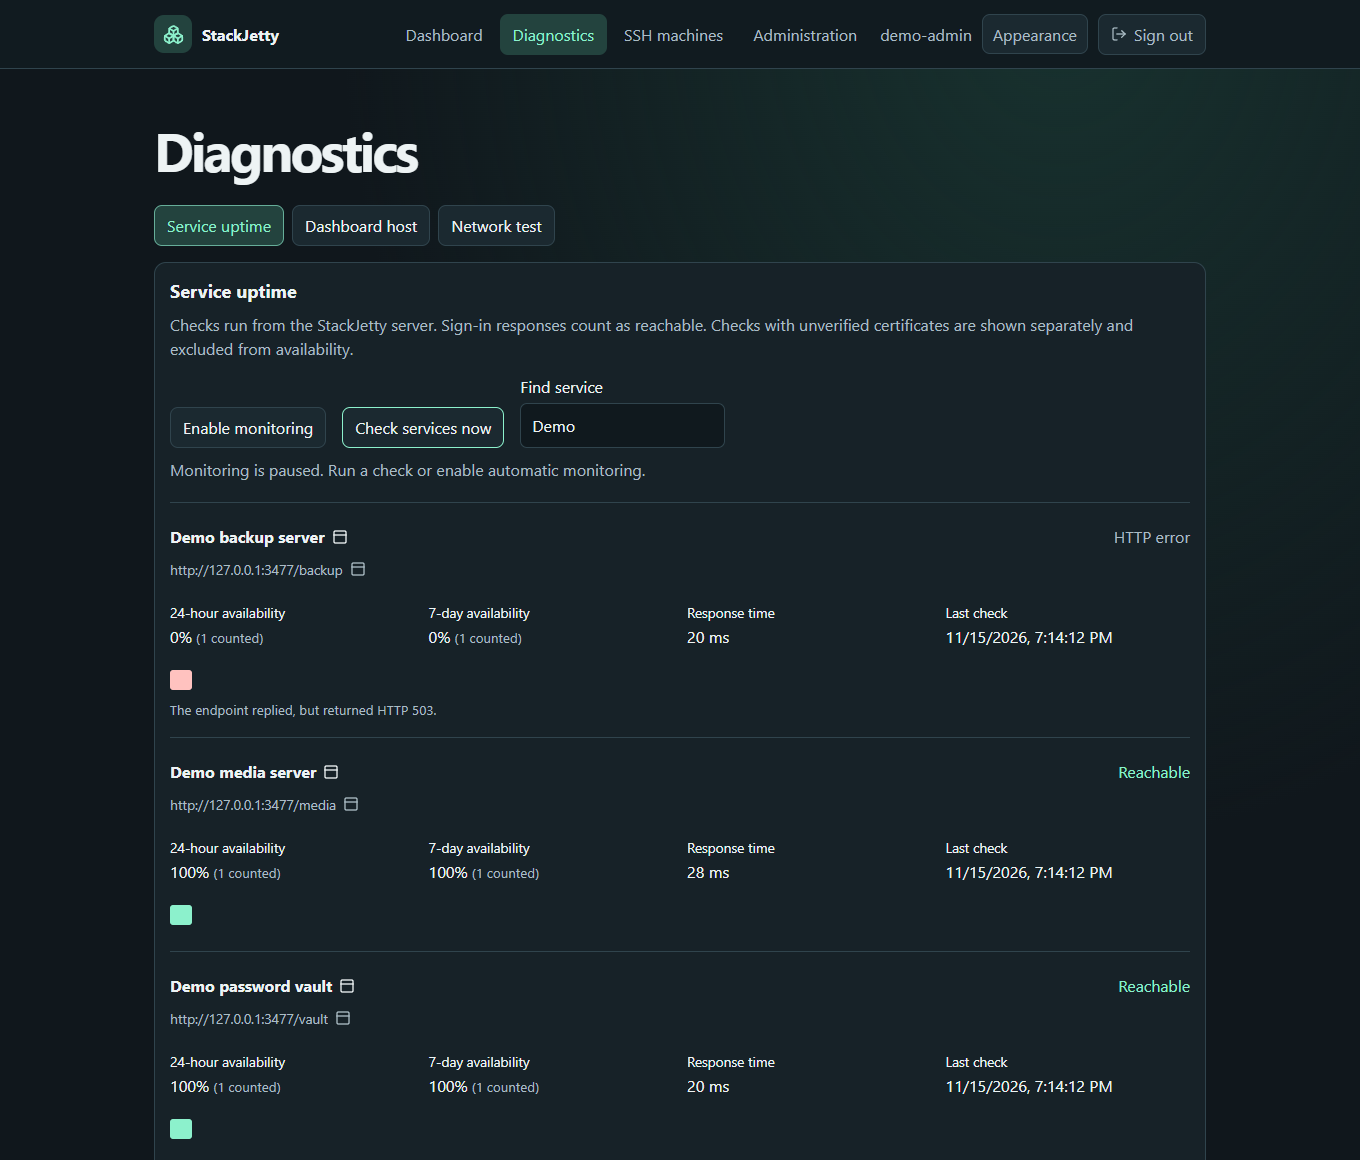 StackJetty
Dashboard
Diagnostics
SSH machines
Administration
demo-admin
Appearance
Sign out
Diagnostics
Service uptime
Dashboard host
Network test
Service uptime
Checks run from the StackJetty server. Sign-in responses count as reachable. Checks with unverified certificates are shown separately and
excluded from availability.
Find service
Enable monitoring
Check services now
Demo
Monitoring is paused. Run a check or enable automatic monitoring.
Demo backup server
HTTP error
http://127.0.0.1:3477/backup
24-hour availability
7-day availability
Response time
Last check
0% (1 counted)
0% (1 counted)
20 ms
11/15/2026, 7:14:12 PM
The endpoint replied, but returned HTTP 503.
Demo media server
Reachable
http://127.0.0.1:3477/media
24-hour availability
7-day availability
Response time
Last check
100% (1 counted)
100% (1 counted)
28 ms
11/15/2026, 7:14:12 PM
Demo password vault
Reachable
http://127.0.0.1:3477/vault
24-hour availability
7-day availability
Response time
Last check
100% (1 counted)
100% (1 counted)
20 ms
11/15/2026, 7:14:12 PM